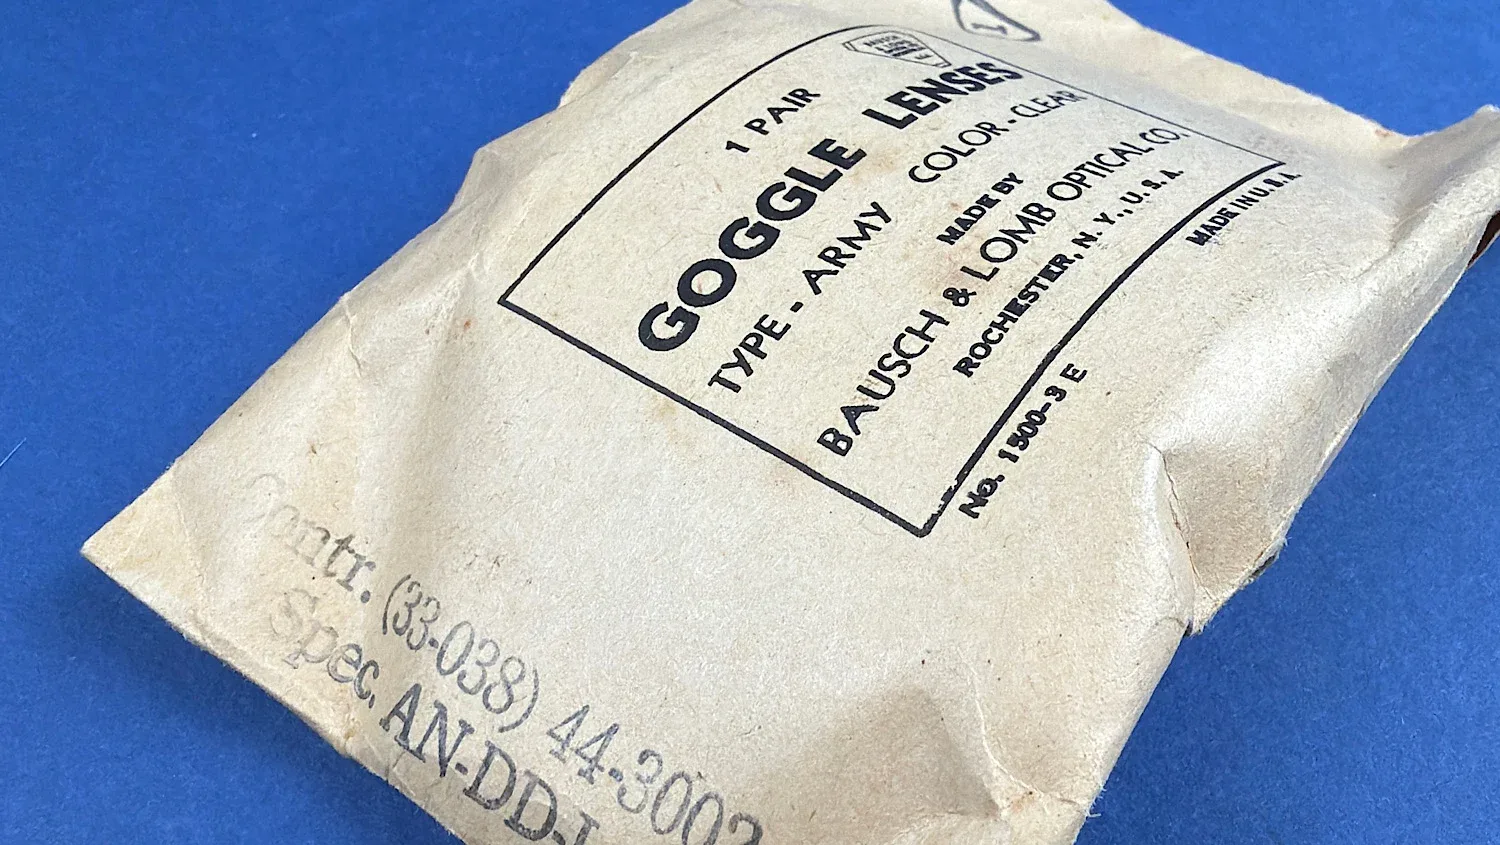 1 PAIR
GOGGLE LENSES
TYPE - ARMY COLOR - CLEAR
MADE BY
BAUSCH & LOMB OPTICAL CO.
ROCHESTER, N. Y., U. S. A.
No. 1500-3 E MADE IN U.S.A.
Contr. (33-038) 44-3002
Spec. AN-DD-L